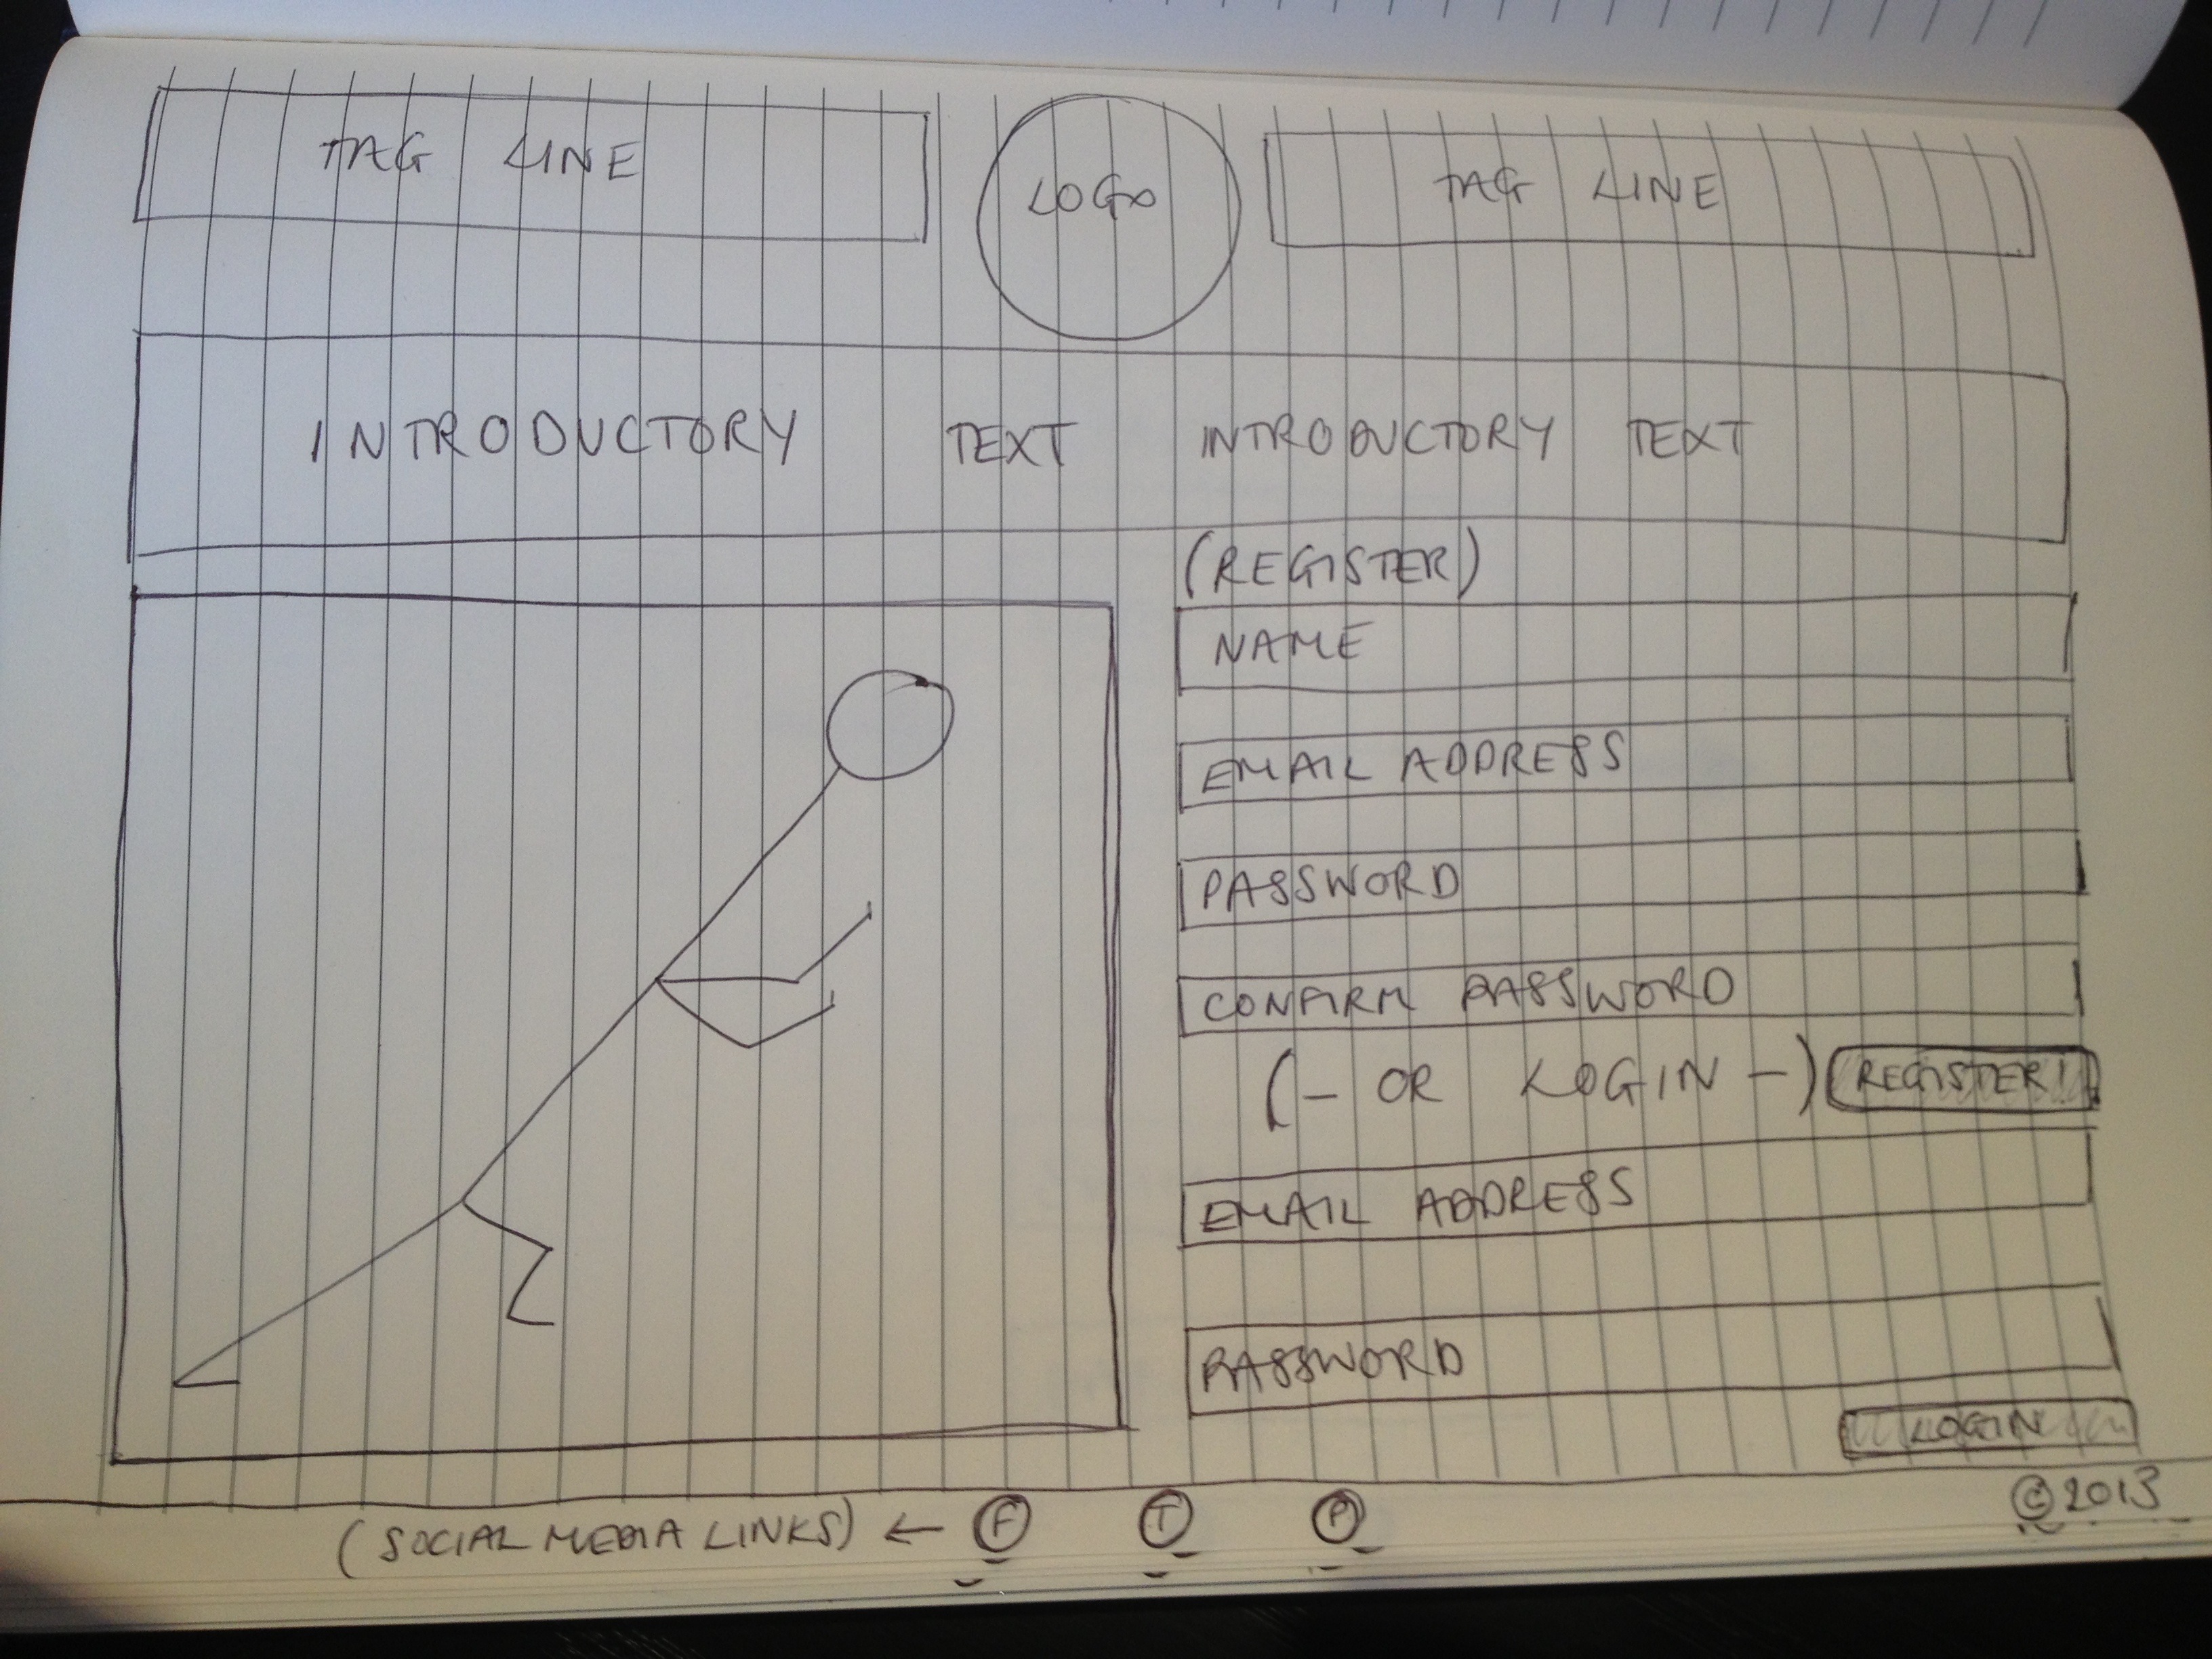 TAG LINE
LOGO
TAG LINE
INTRODUCTORY TEXT INTRODUCTORY TEXT
(REGISTER)
NAME
EMAIL ADDRESS
PASSWORD
CONFIRM PASSWORD
(- OR LOGIN -) REGISTER!
EMAIL ADDRESS
PASSWORD
LOGIN
(SOCIAL MEDIA LINKS) ← F T P
© 2013